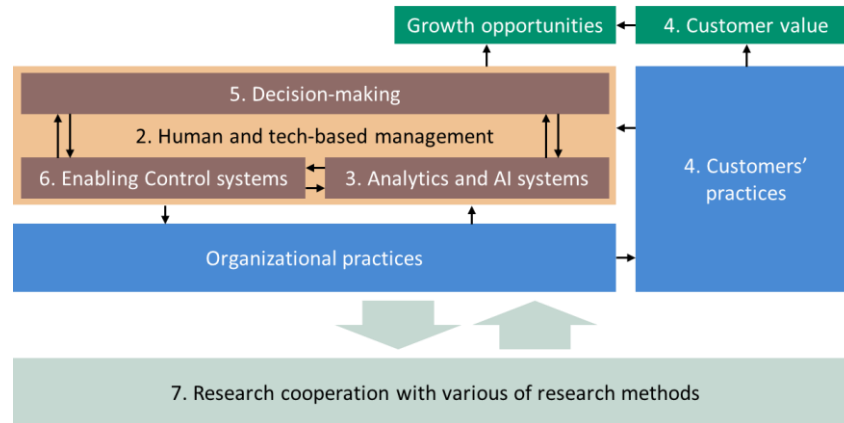 Growth opportunities
4. Customer value
5. Decision-making
2. Human and tech-based management
6. Enabling Control systems
3. Analytics and AI systems
4. Customers’
practices
Organizational practices
7. Research cooperation with various of research methods